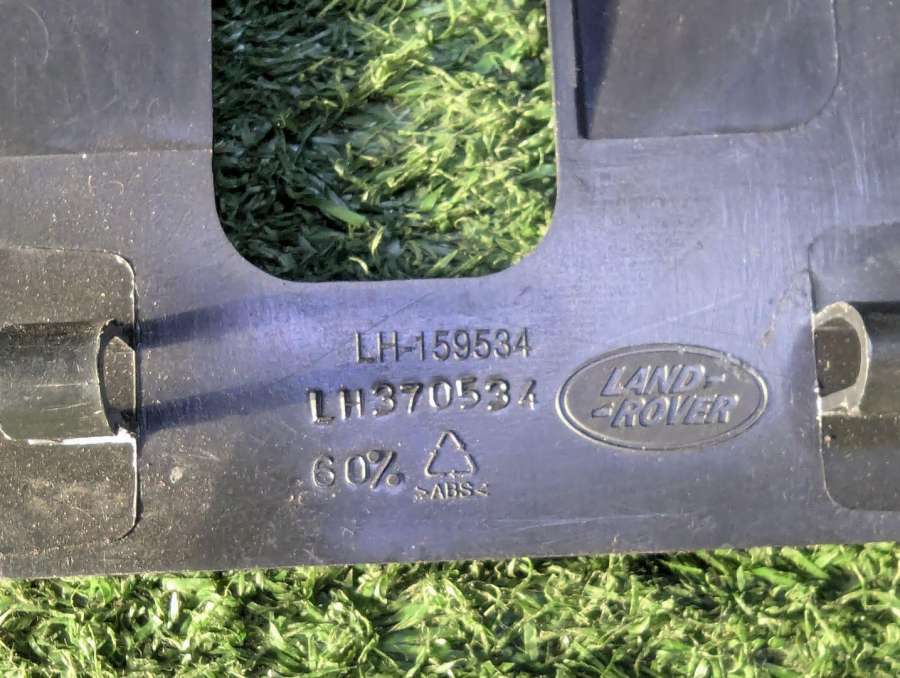 LH-159534
LH370534
LAND-
-ROVER
60%
>ABS<